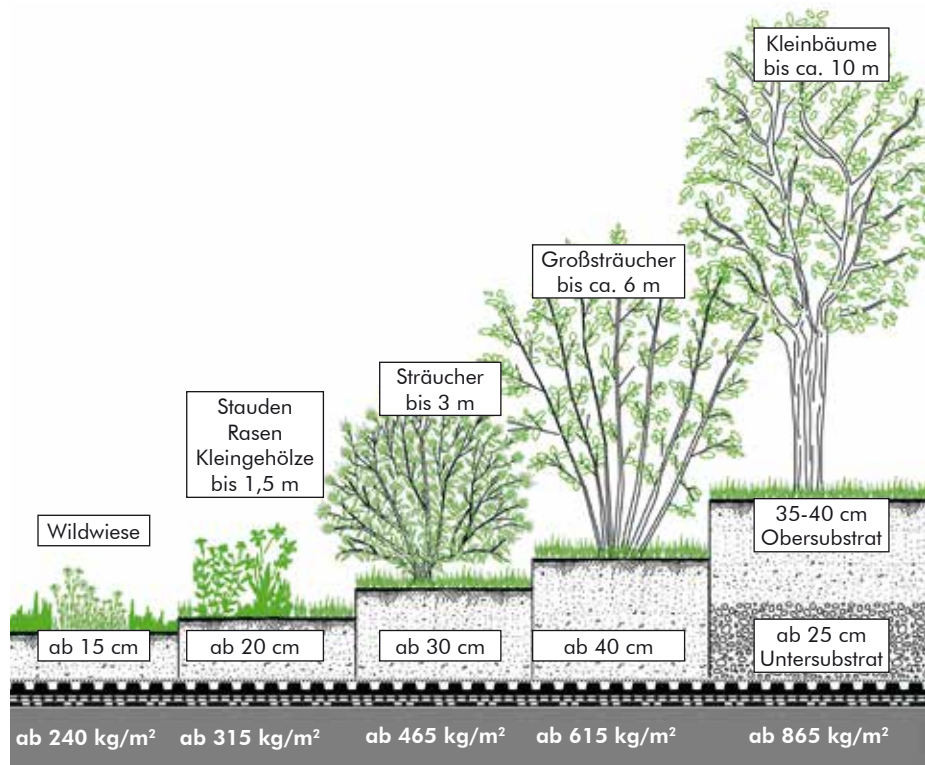 Kleinbäume
bis ca. 10 m
Großsträucher
bis ca. 6 m
Sträucher
bis 3 m
Stauden
Rasen
Kleingehölze
bis 1,5 m
Wildwiese
35-40 cm
Obersubstrat
ab 15 cm
ab 20 cm
ab 30 cm
ab 40 cm
ab 25 cm
Untersubstrat
ab 240 kg/m²
ab 315 kg/m²
ab 465 kg/m²
ab 615 kg/m²
ab 865 kg/m²